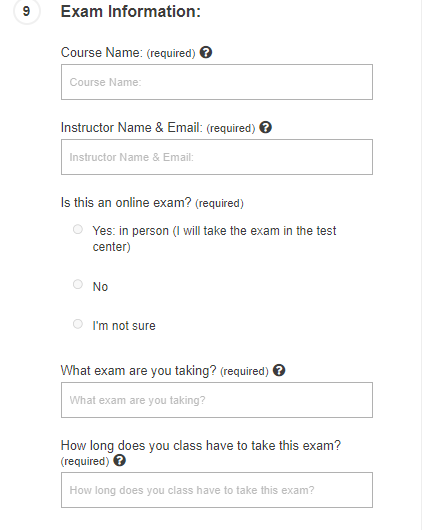 9 Exam Information:
Course Name: (required) ?
Course Name:
Instructor Name & Email: (required) ?
Instructor Name & Email:
Is this an online exam? (required)
Yes: in person (I will take the exam in the test
center)
No
I'm not sure
What exam are you taking? (required) ?
What exam are you taking?
How long does you class have to take this exam?
(required) ?
How long does you class have to take this exam?